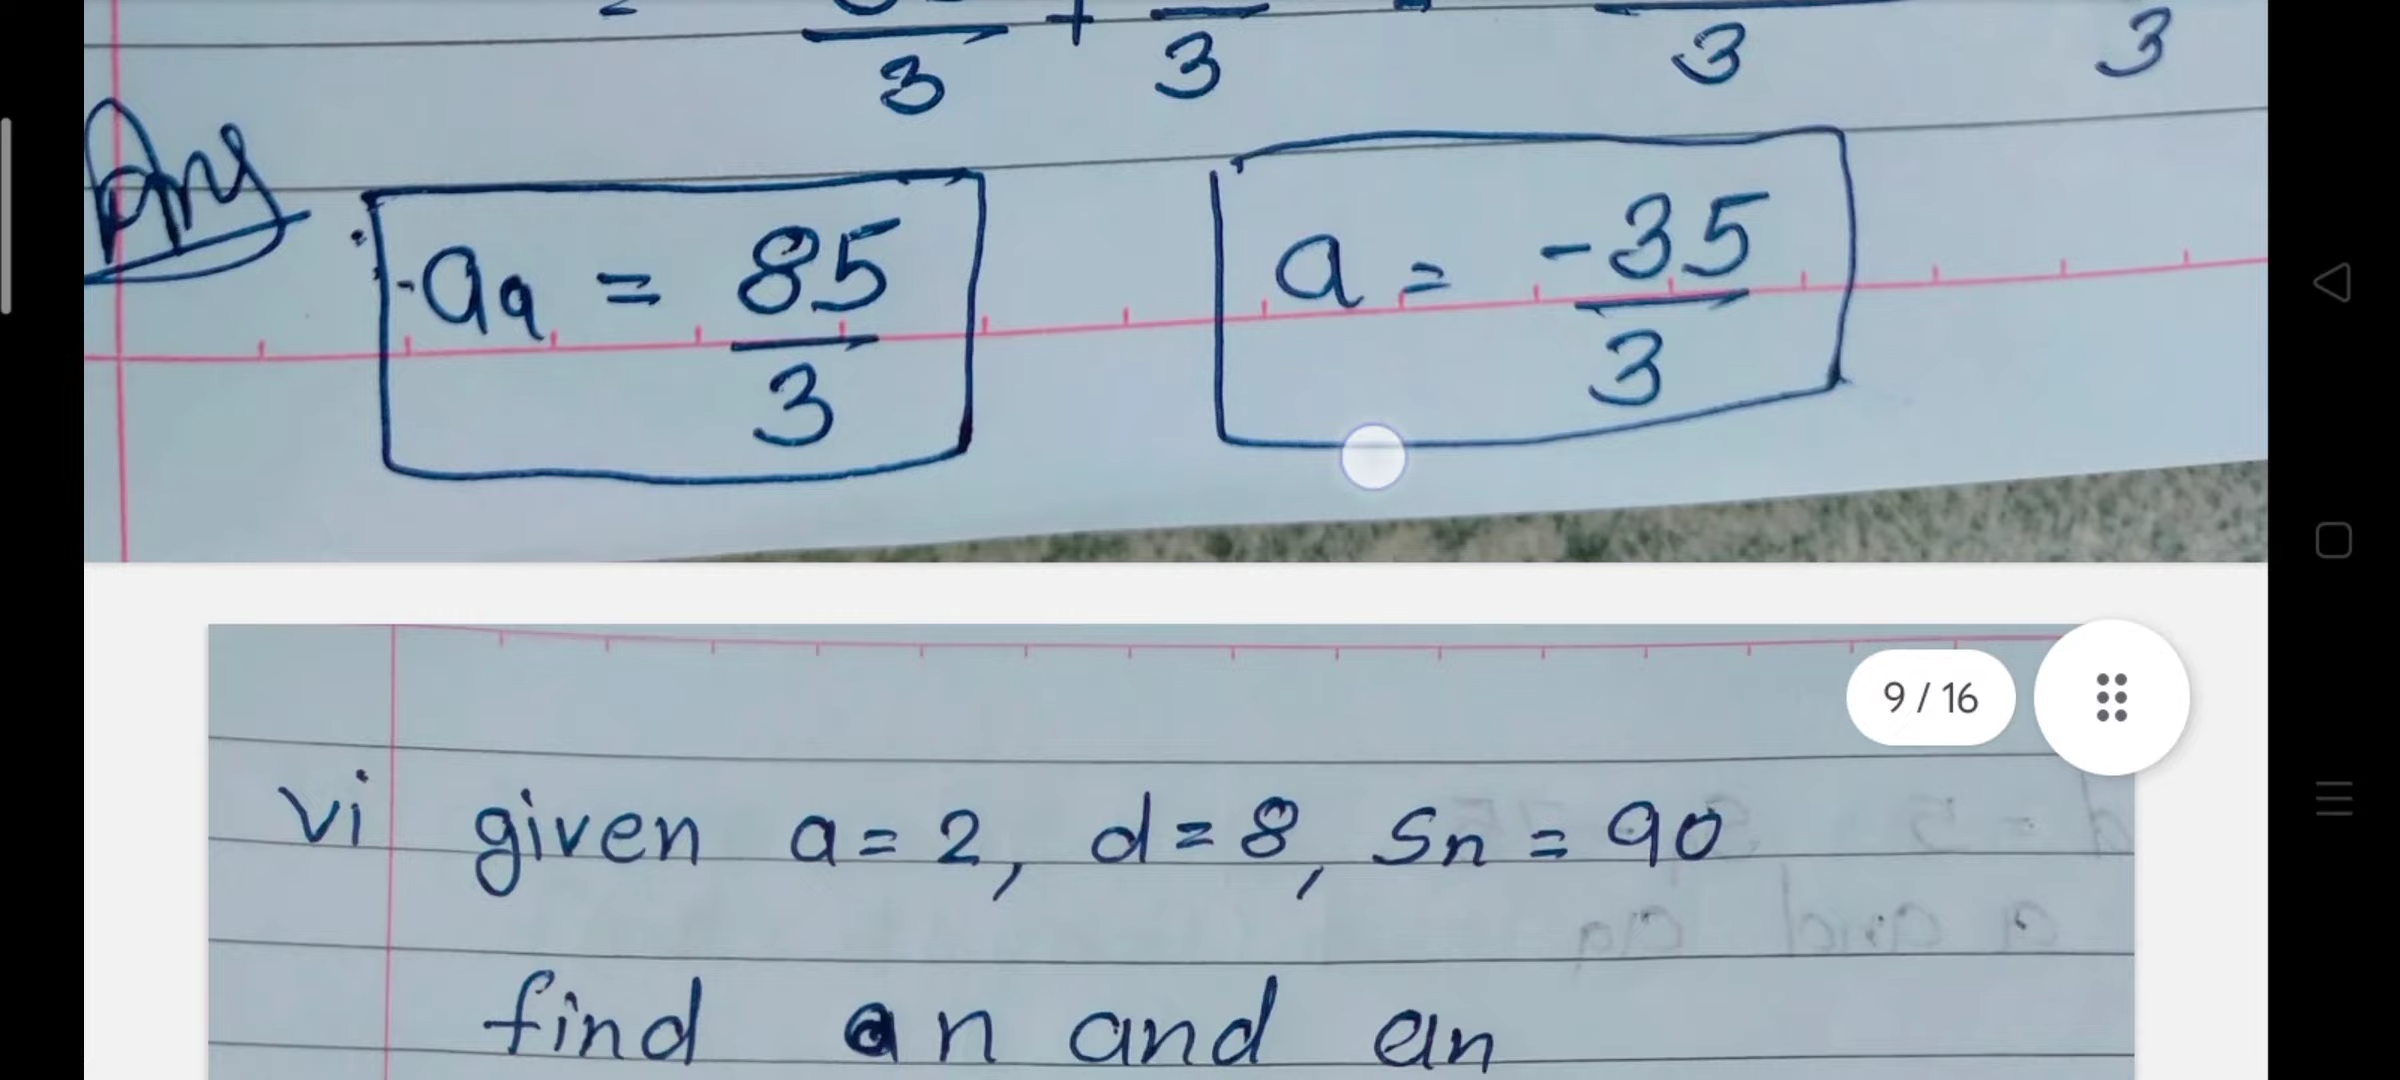 = 3 + 3 3 3
Ans a9 = 85/3 a = -35/3
9 / 16
vi given a = 2, d = 8, Sn = 90
find n and an